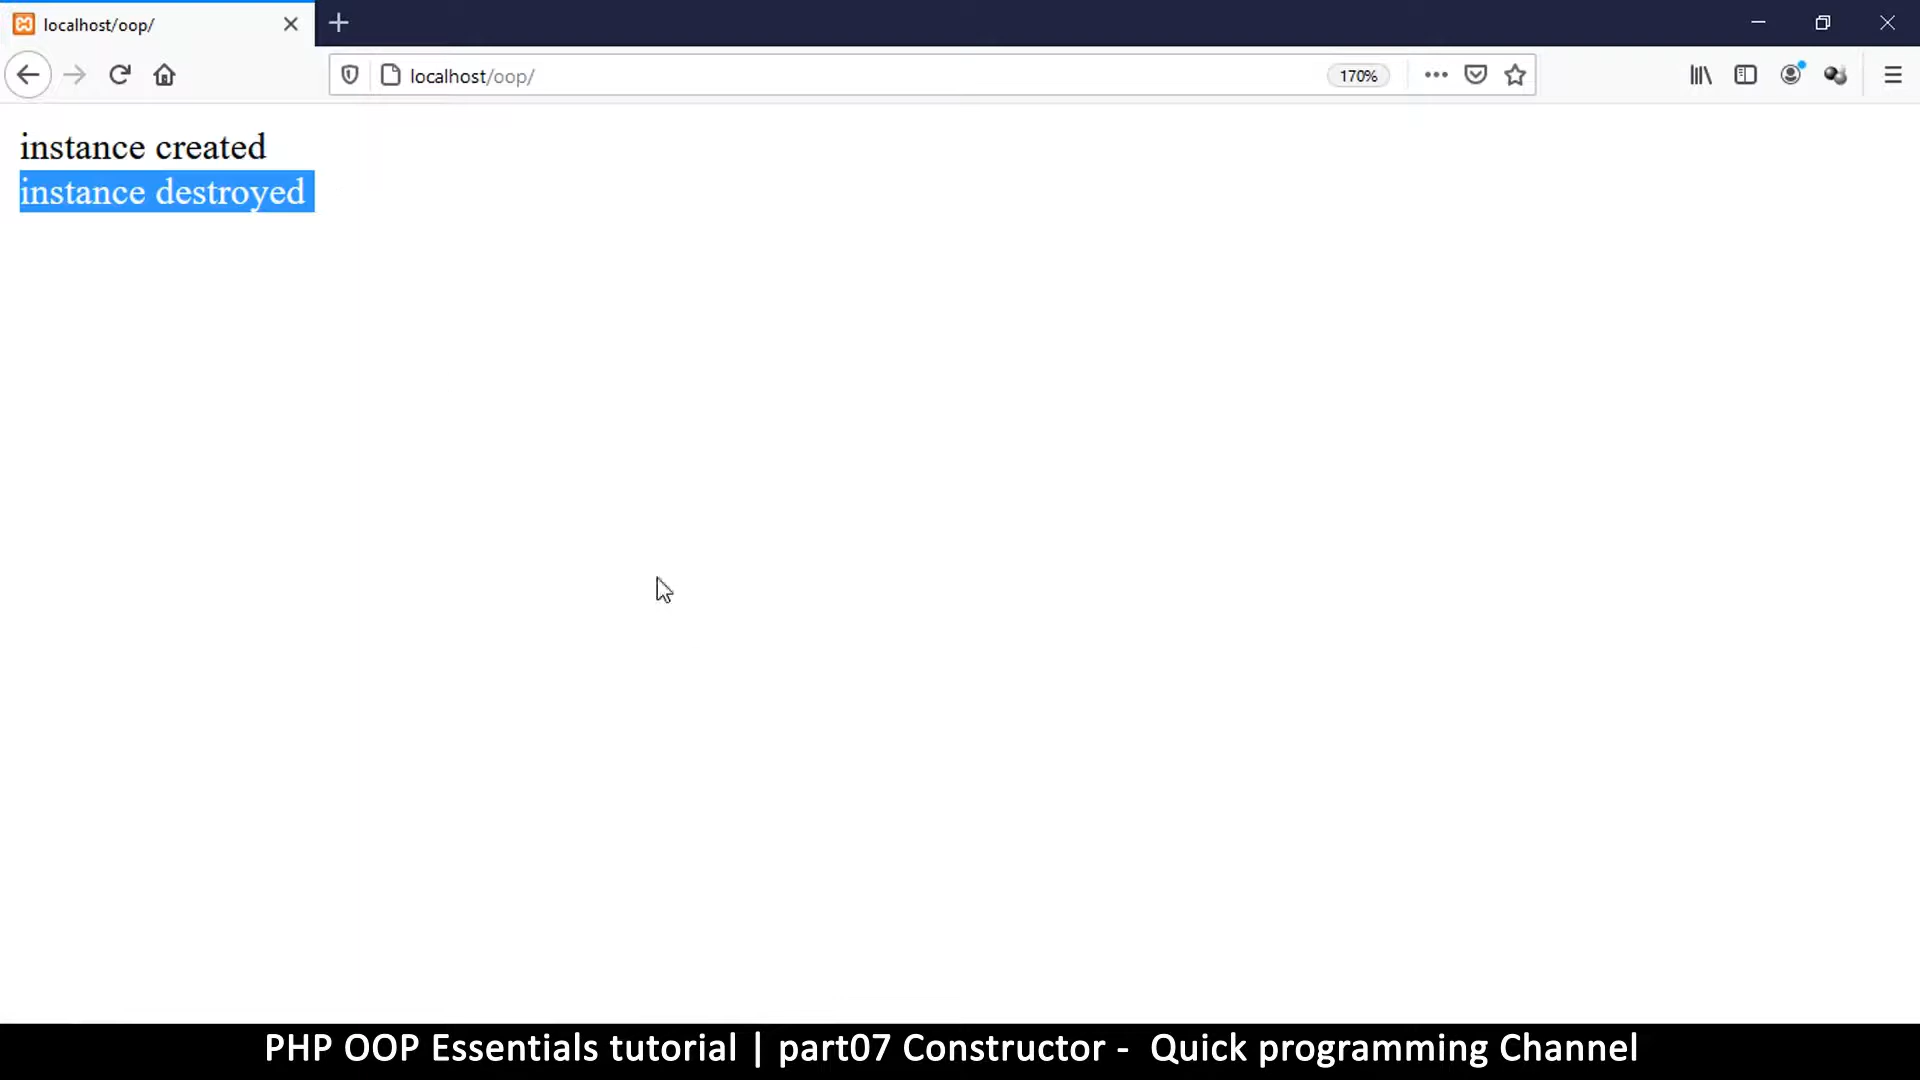 localhost/oop/
localhost/oop/
170%
instance created
instance destroyed
PHP OOP Essentials tutorial | part07 Constructor - Quick programming Channel